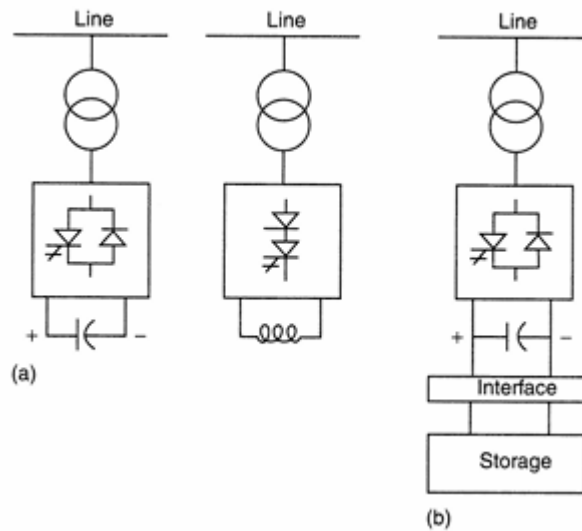 Line
Line
Line
+
−
+
−
(a)
Interface
Storage
(b)